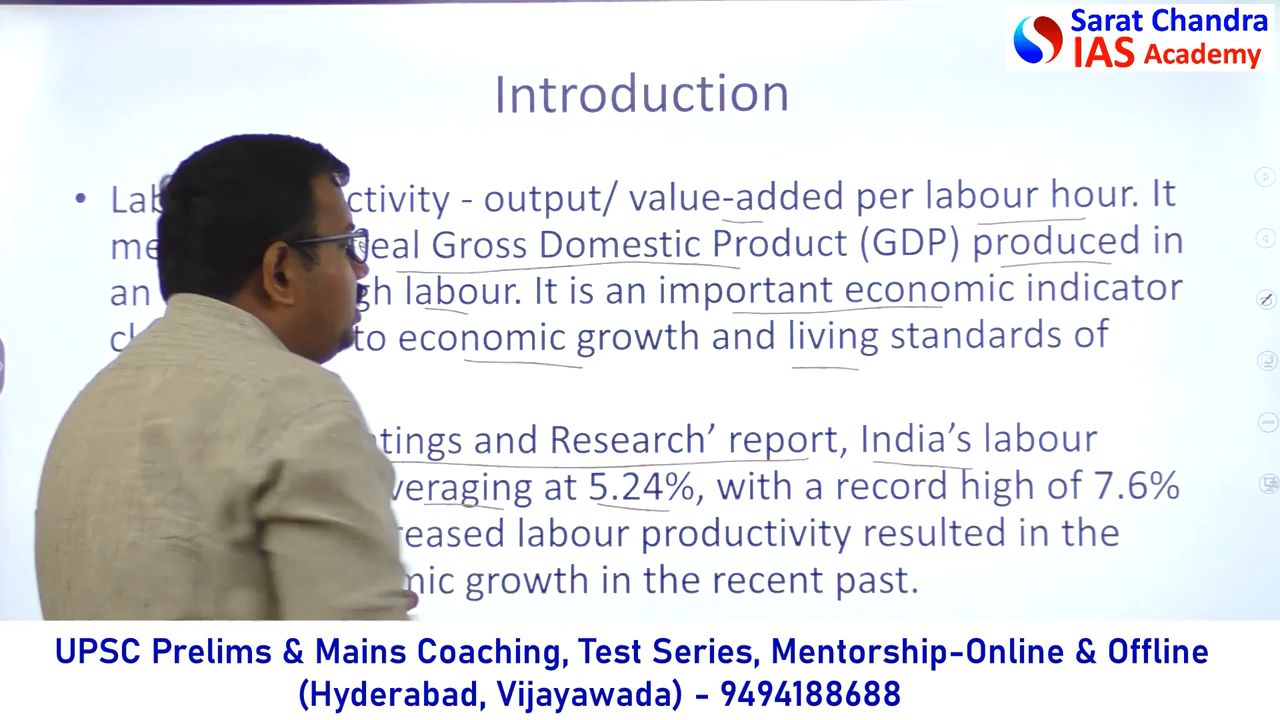 Sarat Chandra
IAS Academy
Introduction
• ctivity - output/ value-added per labour hour. It
eal Gross Domestic Product (GDP) produced in
an gh labour. It is an important economic indicator
to economic growth and living standards of
tings and Research’ report, India’s labour
veraging at 5.24%, with a record high of 7.6%
reased labour productivity resulted in the
mic growth in the recent past.
UPSC Prelims & Mains Coaching, Test Series, Mentorship-Online & Offline
(Hyderabad, Vijayawada) - 9494188688